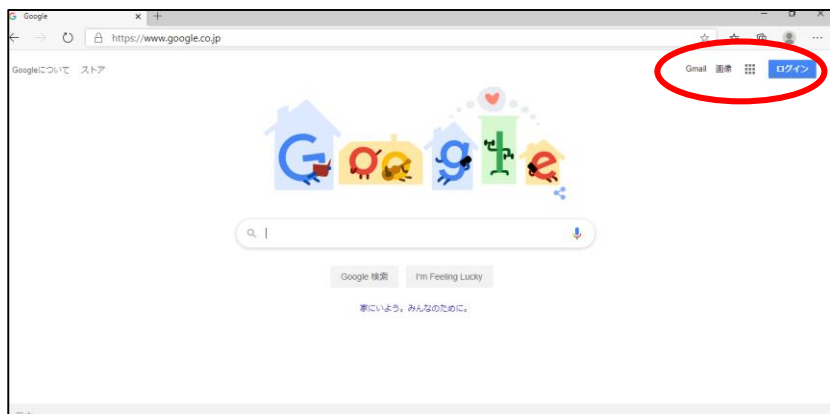 Google
https://www.google.co.jp
Googleについて ストア
Gmail 画像 ログイン
Google
Google 検索 I'm Feeling Lucky
家にいよう。みんなのために。